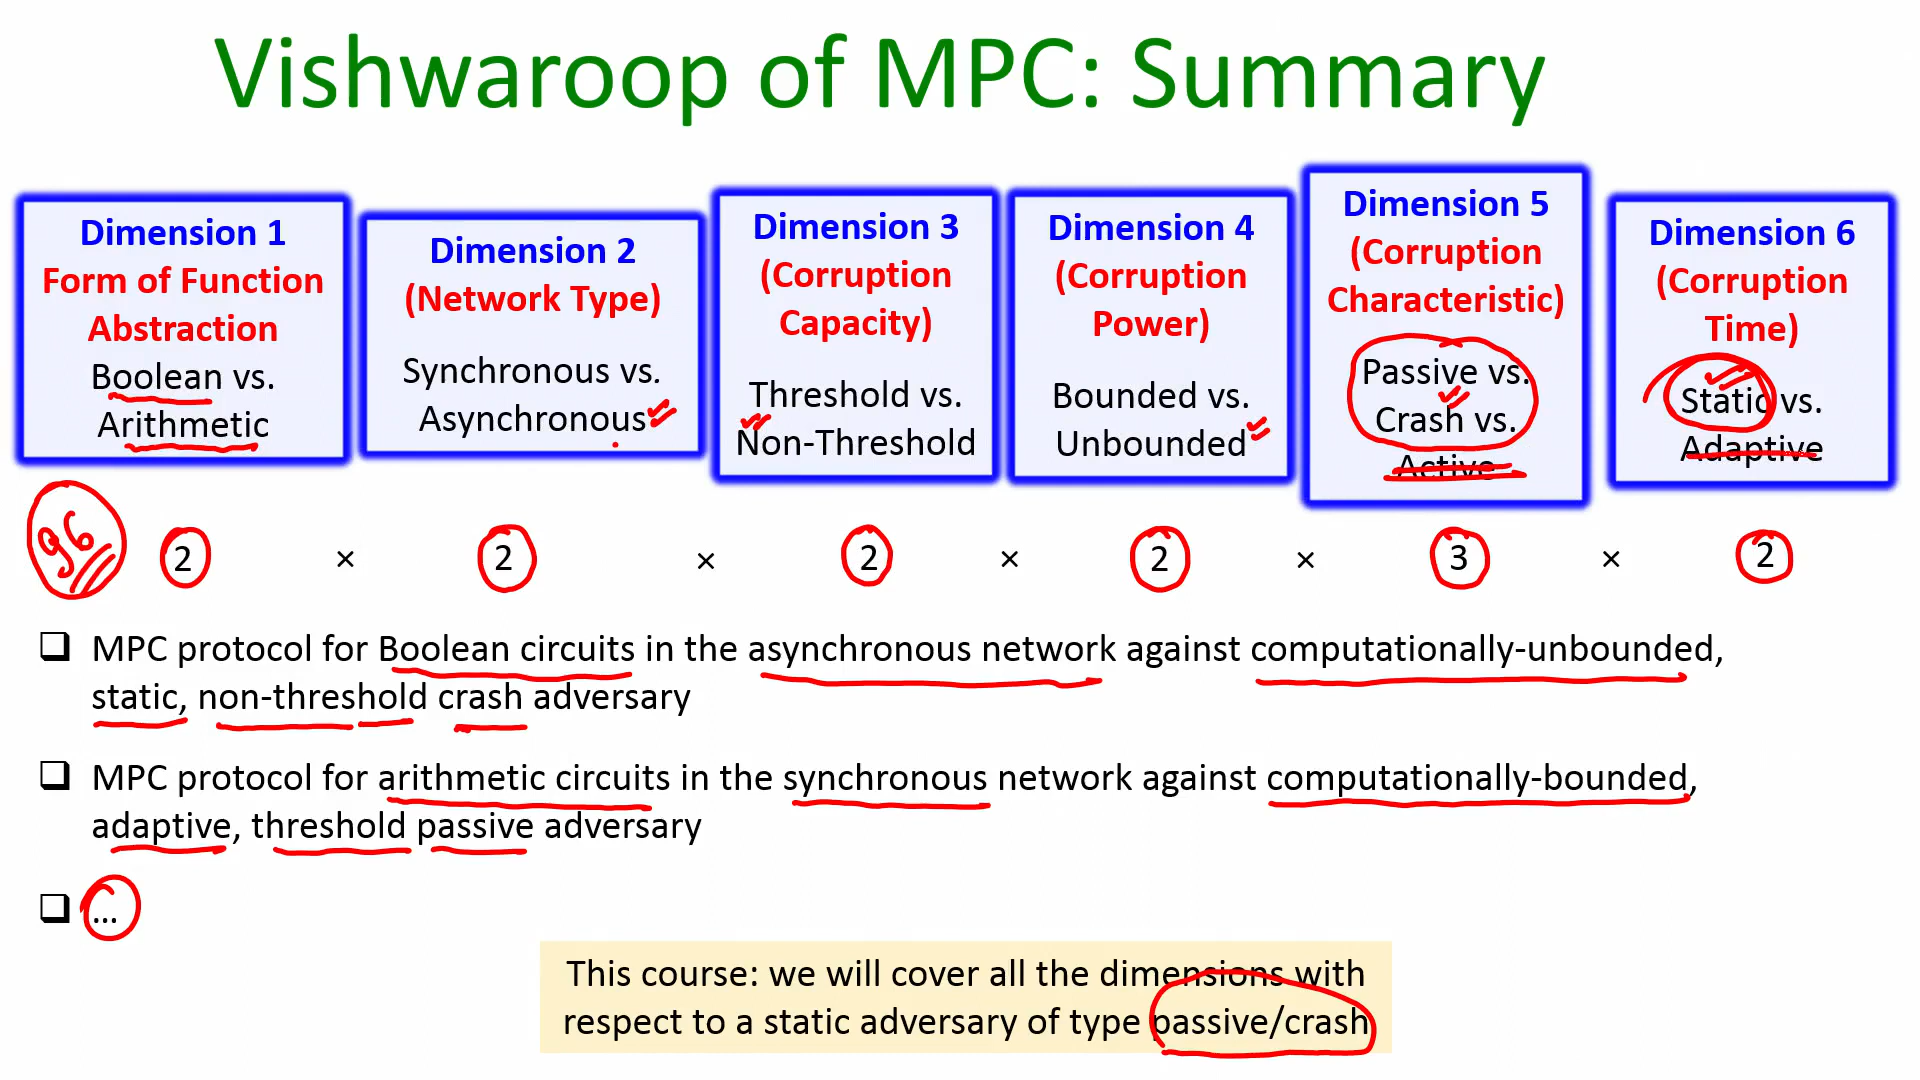 Vishwaroop of MPC: Summary
Dimension 1
Form of Function
Abstraction
Boolean vs.
Arithmetic
Dimension 2
(Network Type)
Synchronous vs.
Asynchronous
Dimension 3
(Corruption
Capacity)
Threshold vs.
Non-Threshold
Dimension 4
(Corruption
Power)
Bounded vs.
Unbounded
Dimension 5
(Corruption
Characteristic)
Passive vs.
Crash vs.
Active
Dimension 6
(Corruption
Time)
Static vs.
Adaptive
96 2 × 2 × 2 × 2 × 3 × 2
❑ MPC protocol for Boolean circuits in the asynchronous network against computationally-unbounded,
static, non-threshold crash adversary
❑ MPC protocol for arithmetic circuits in the synchronous network against computationally-bounded,
adaptive, threshold passive adversary
❑ ...
This course: we will cover all the dimensions with
respect to a static adversary of type passive/crash